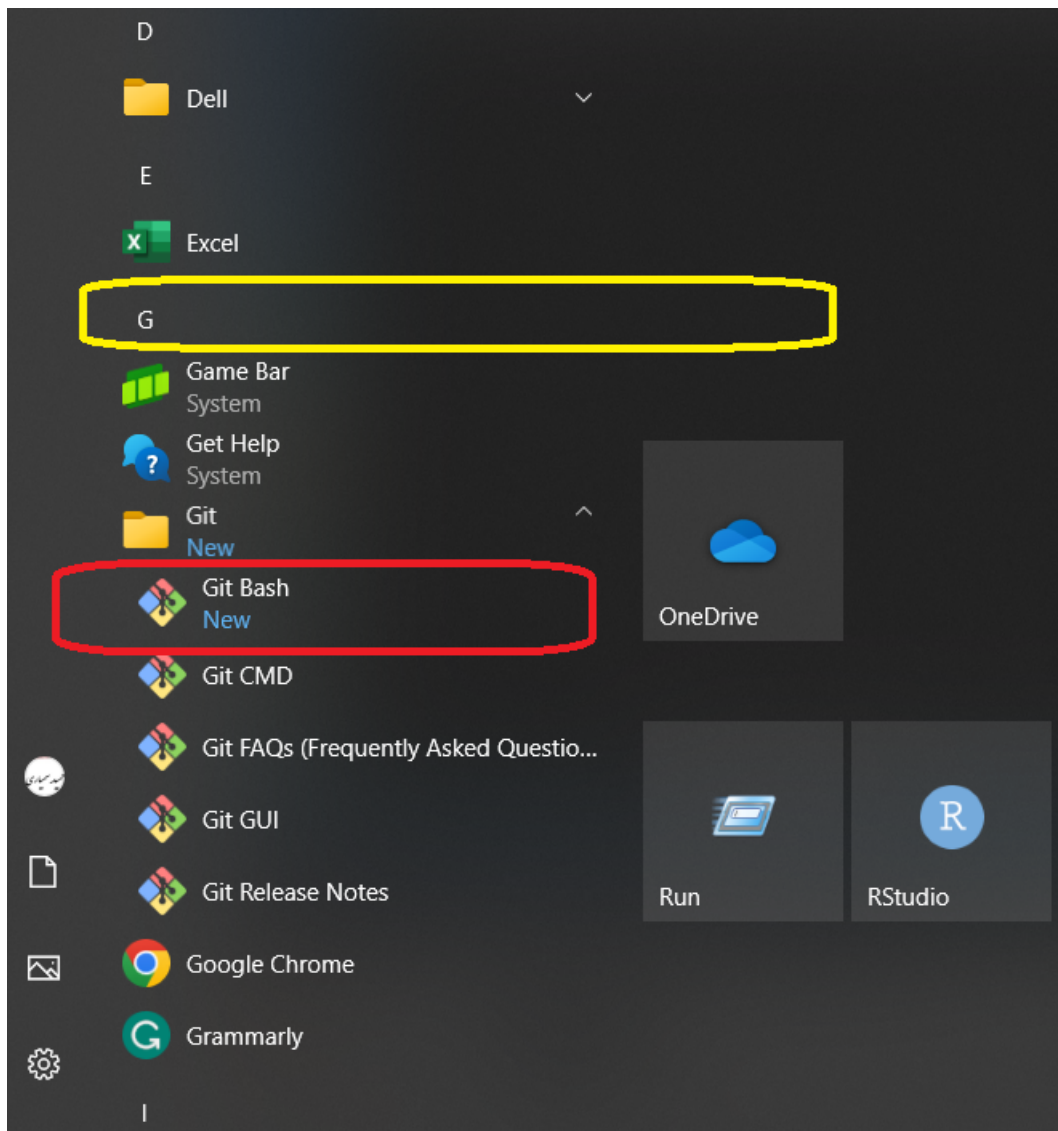 D
Dell
E
Excel
G
Game Bar
System
Get Help
System
Git
New
Git Bash
New
Git CMD
Git FAQs (Frequently Asked Questio...
Git GUI
Git Release Notes
Google Chrome
Grammarly
I
OneDrive
Run
RStudio